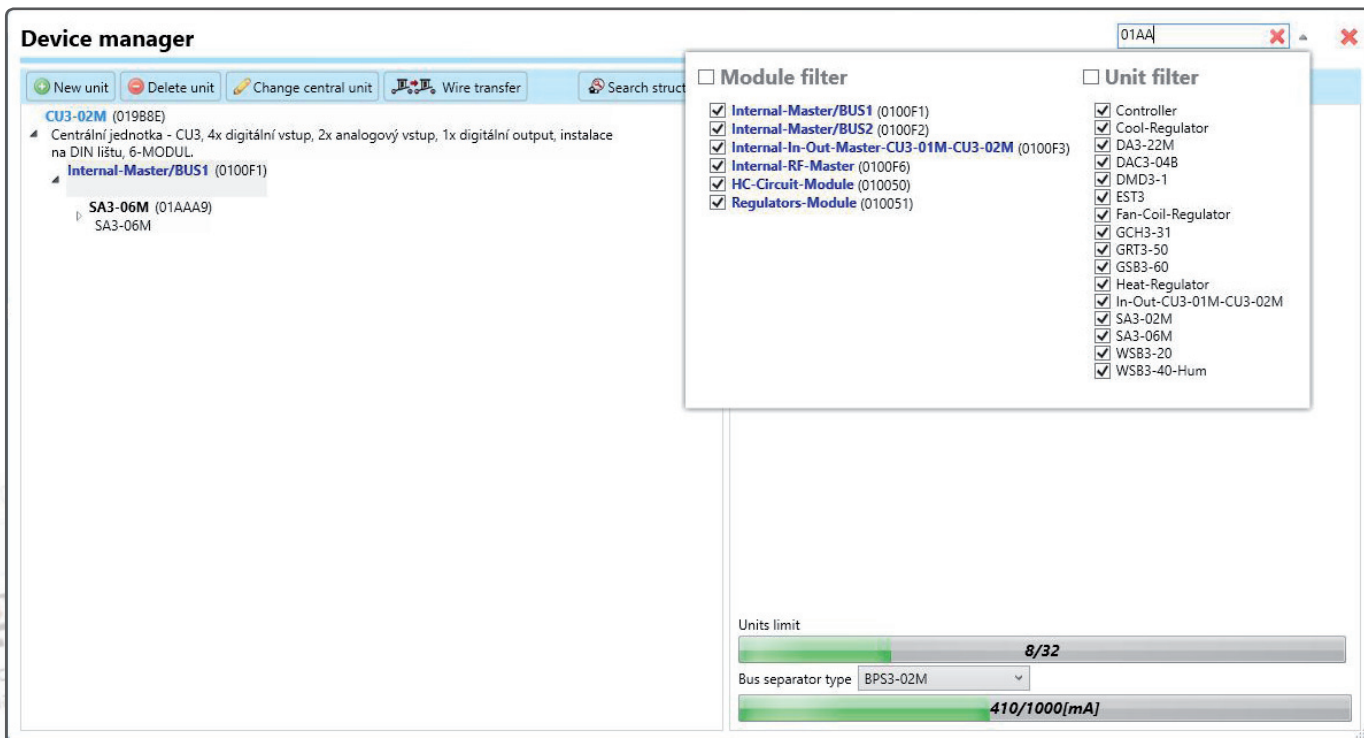 Device manager
01AA
New unit
Delete unit
Change central unit
Wire transfer
Search struct
CU3-02M (019B8E)
Centrální jednotka - CU3, 4x digitální vstup, 2x analogový vstup, 1x digitální output, instalace
na DIN lištu, 6-MODUL.
Internal-Master/BUS1 (0100F1)
SA3-06M (01AAA9)
SA3-06M
Module filter
Internal-Master/BUS1 (0100F1)
Internal-Master/BUS2 (0100F2)
Internal-In-Out-Master-CU3-01M-CU3-02M (0100F3)
Internal-RF-Master (0100F6)
HC-Circuit-Module (010050)
Regulators-Module (010051)
Unit filter
Controller
Cool-Regulator
DA3-22M
DAC3-04B
DMD3-1
EST3
Fan-Coil-Regulator
GCH3-31
GRT3-50
GSB3-60
Heat-Regulator
In-Out-CU3-01M-CU3-02M
SA3-02M
SA3-06M
WSB3-20
WSB3-40-Hum
Units limit
8/32
Bus separator type BPS3-02M
410/1000[mA]